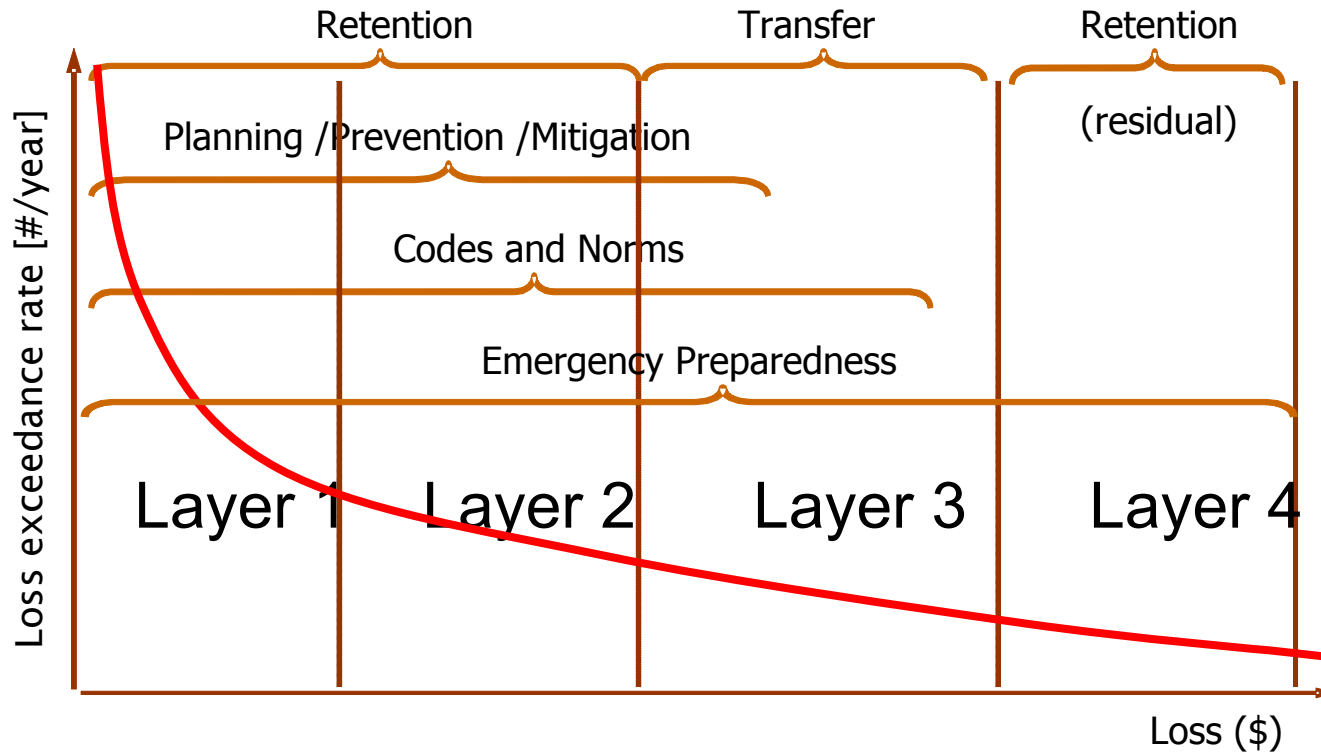 Retention
Transfer
Retention
(residual)
Planning /Prevention /Mitigation
Codes and Norms
Emergency Preparedness
Layer 1
Layer 2
Layer 3
Layer 4
Loss exceedance rate [#/year]
Loss ($)